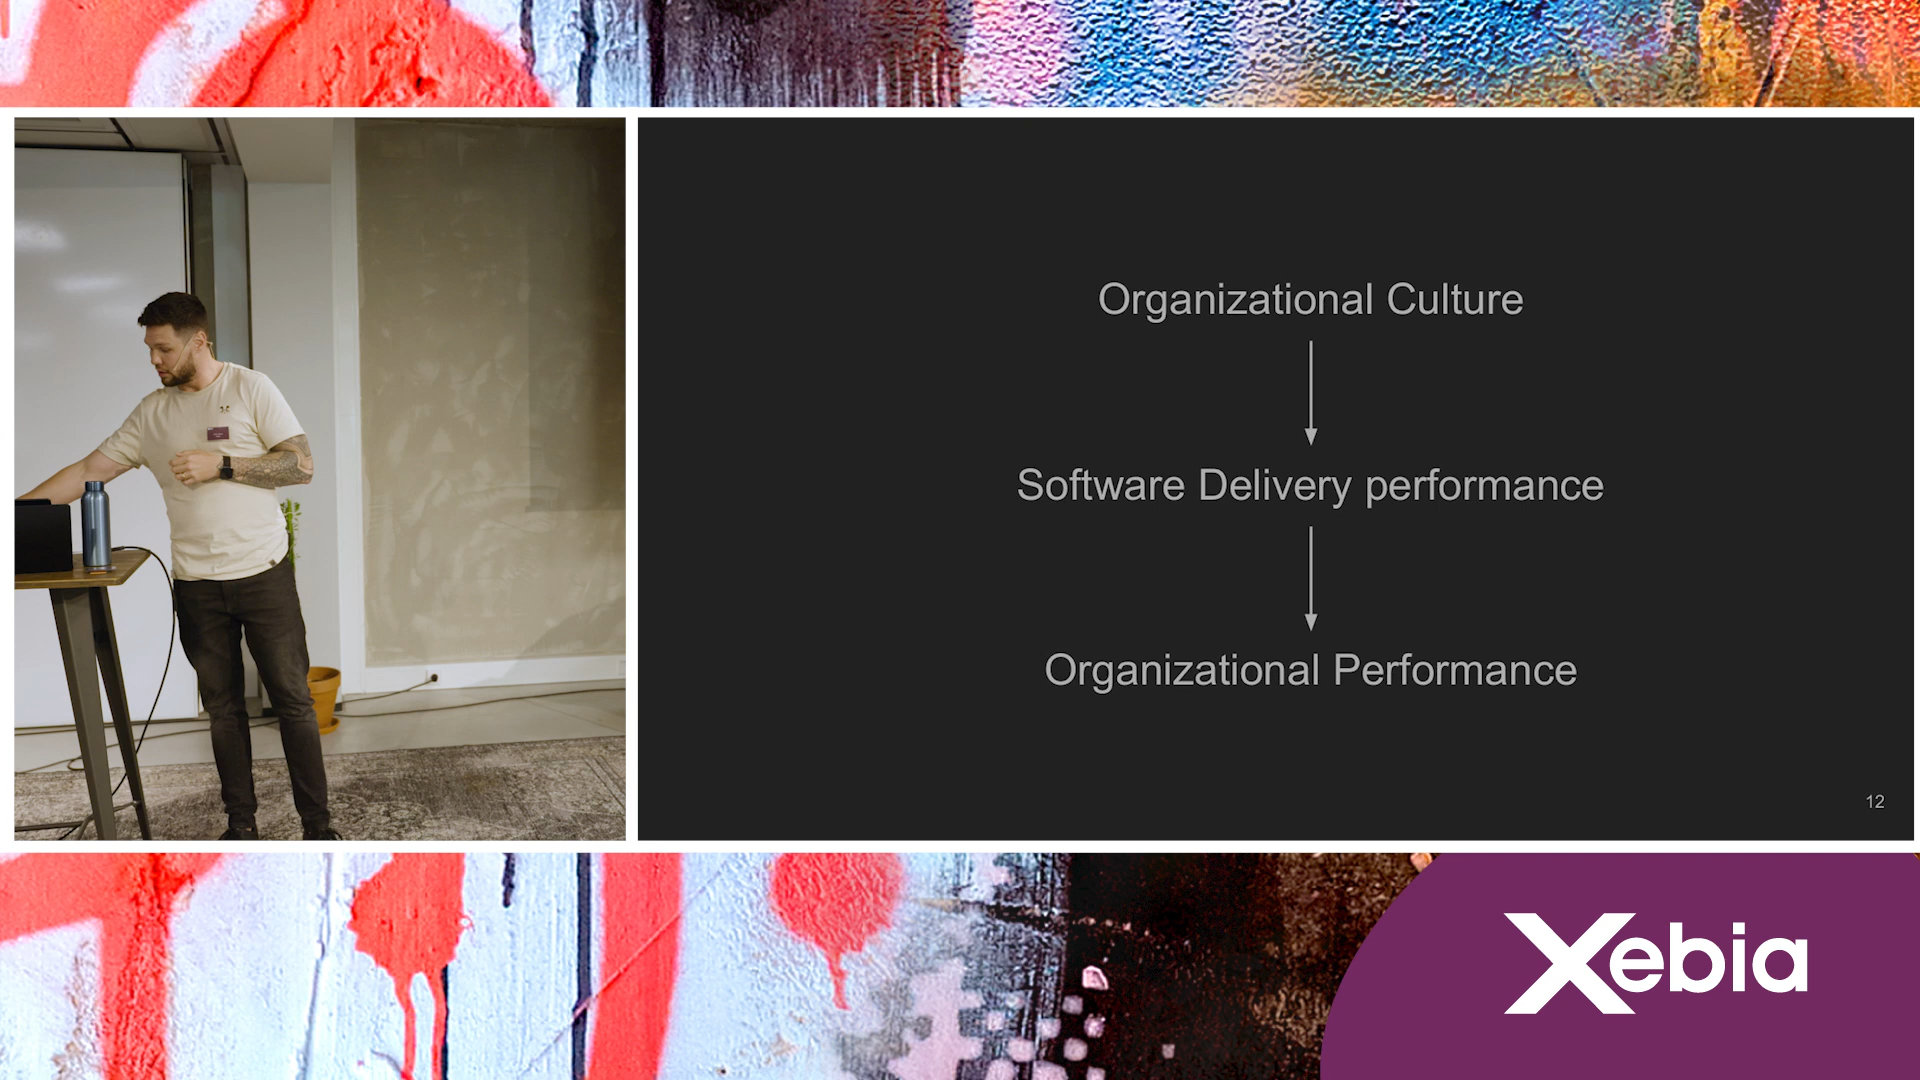 Organizational Culture
Software Delivery performance
Organizational Performance
12
Xebia